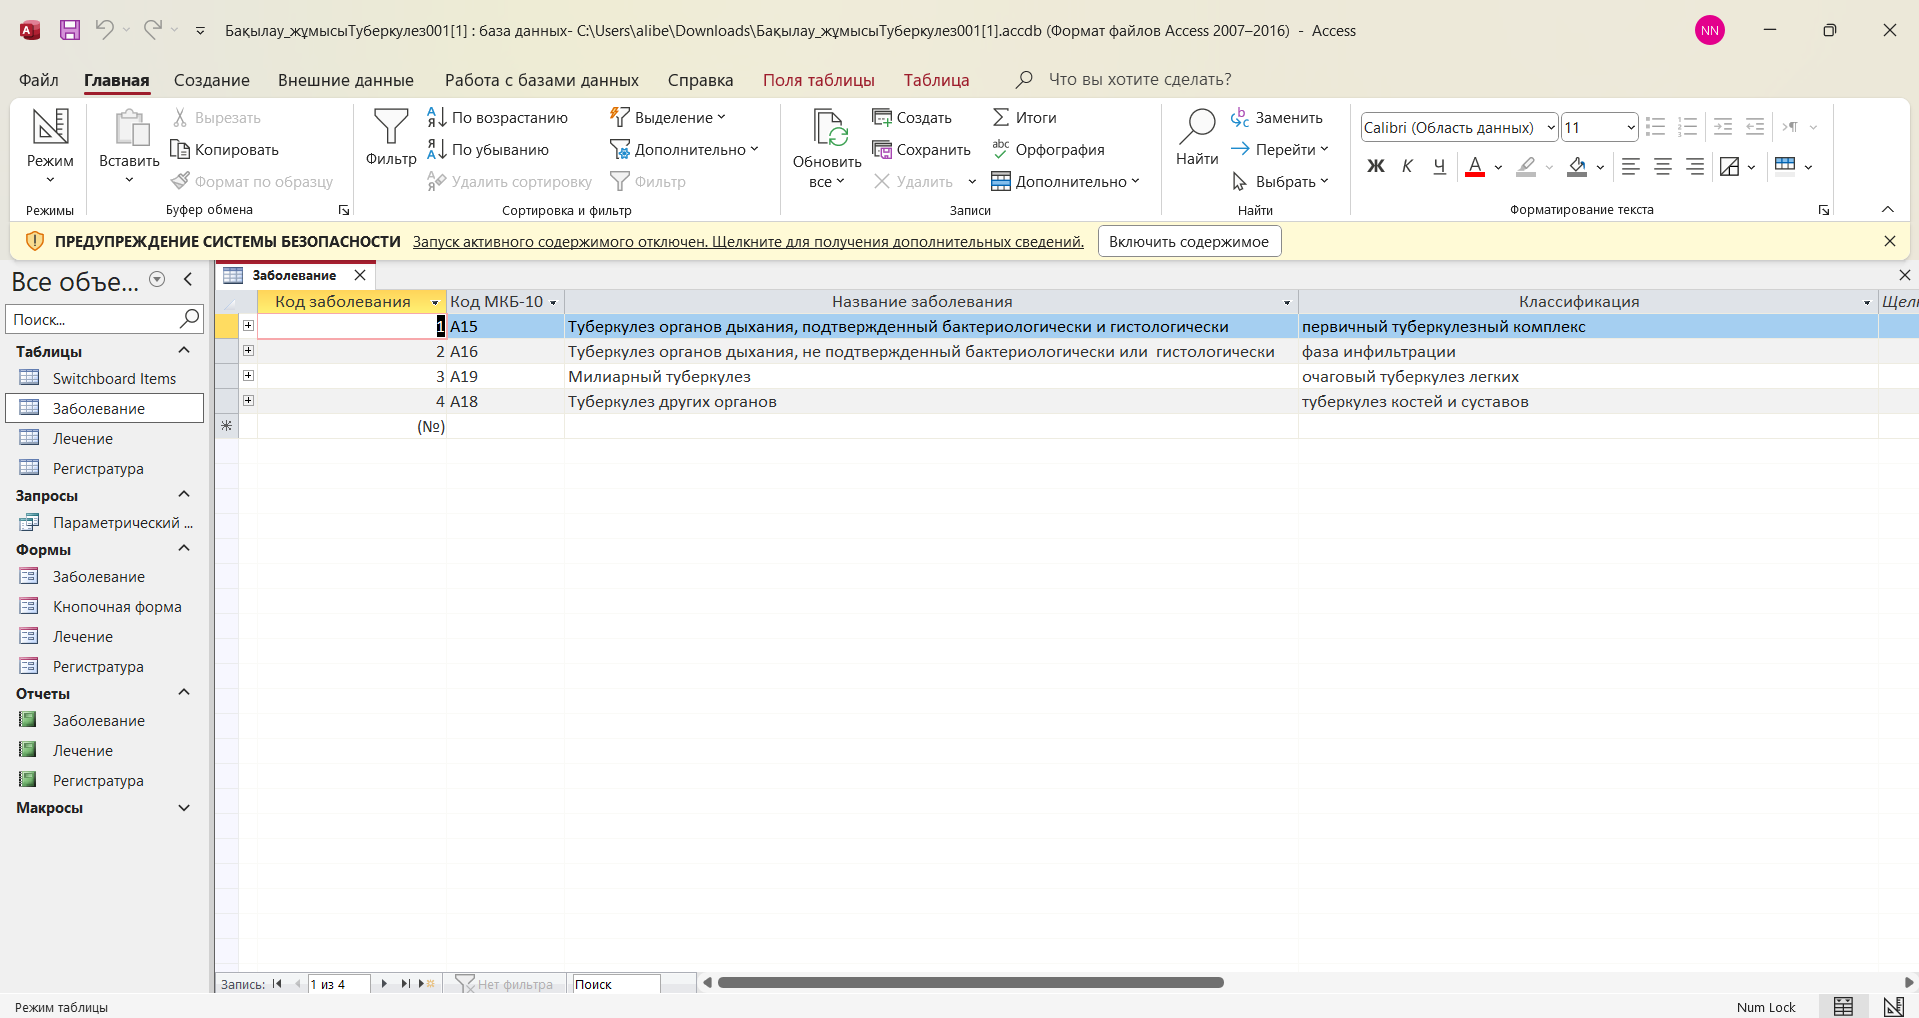 Бақылау_жұмысыТуберкулез001[1] : база данных- C:\Users\alibe\Downloads\Бақылау_жұмысыТуберкулез001[1].accdb (Формат файлов Access 2007–2016) - Access
NN
Файл Главная Создание Внешние данные Работа с базами данных Справка Поля таблицы Таблица Что вы хотите сделать?
Режим
Режимы
Вставить
Вырезать
Копировать
Формат по образцу
Буфер обмена
Фильтр
По возрастанию
По убыванию
Удалить сортировку
Выделение
Дополнительно
Фильтр
Сортировка и фильтр
Обновить
все
Создать
Сохранить
Удалить
Итоги
Орфография
Дополнительно
Записи
Найти
Заменить
Перейти
Выбрать
Найти
Calibri (Область данных) 11
Ж К Ч А
Форматирование текста
ПРЕДУПРЕЖДЕНИЕ СИСТЕМЫ БЕЗОПАСНОСТИ Запуск активного содержимого отключен. Щелкните для получения дополнительных сведений. Включить содержимое
Все объе...
Поиск...
Таблицы
Switchboard Items
Заболевание
Лечение
Регистратура
Запросы
Параметрический ...
Формы
Заболевание
Кнопочная форма
Лечение
Регистратура
Отчеты
Заболевание
Лечение
Регистратура
Макросы
Заболевание
Код заболевания Код МКБ-10 Название заболевания Классификация Щел
1 A15 Туберкулез органов дыхания, подтвержденный бактериологически и гистологически первичный туберкулезный комплекс
2 A16 Туберкулез органов дыхания, не подтвержденный бактериологически или гистологически фаза инфильтрации
3 A19 Милиарный туберкулез очаговый туберкулез легких
4 A18 Туберкулез других органов туберкулез костей и суставов
(№)
Запись: 1 из 4 Нет фильтра Поиск
Режим таблицы Num Lock